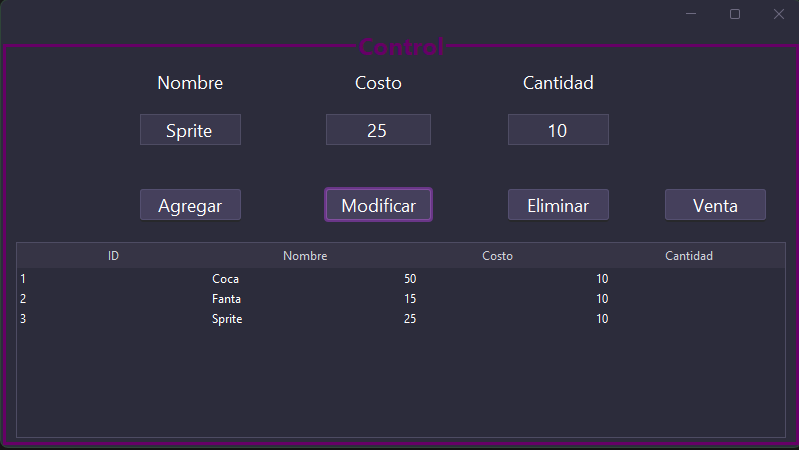 Control
Nombre Costo Cantidad
Sprite 25 10
Agregar Modificar Eliminar Venta
ID Nombre Costo Cantidad
1 Coca 50 10
2 Fanta 15 10
3 Sprite 25 10